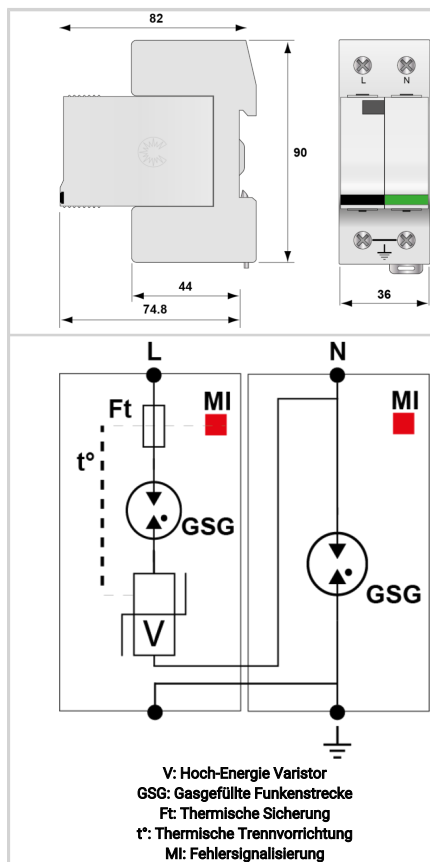 82
L N
90
44
74.8
36
L N
Ft MI MI
t°
GSG
GSG
V
V: Hoch-Energie Varistor
GSG: Gasgefüllte Funkenstrecke
Ft: Thermische Sicherung
t°: Thermische Trennvorrichtung
MI: Fehlersignalisierung